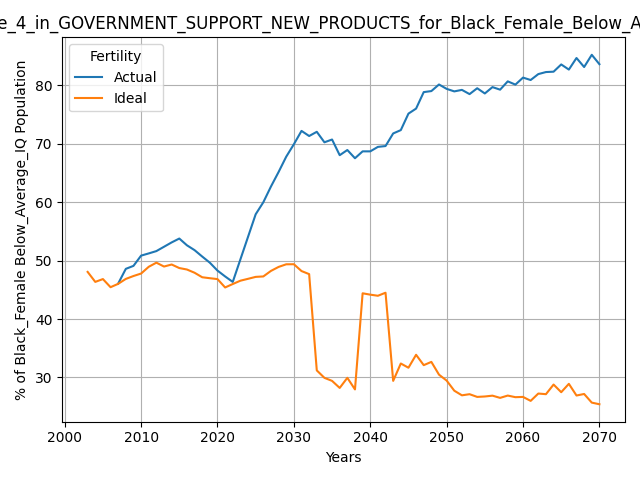 e_4_in_GOVERNMENT_SUPPORT_NEW_PRODUCTS_for_Black_Female_Below_A
Fertility
Actual
Ideal
% of Black_Female Below_Average_IQ Population
80
70
60
50
40
30
2000 2010 2020 2030 2040 2050 2060 2070
Years